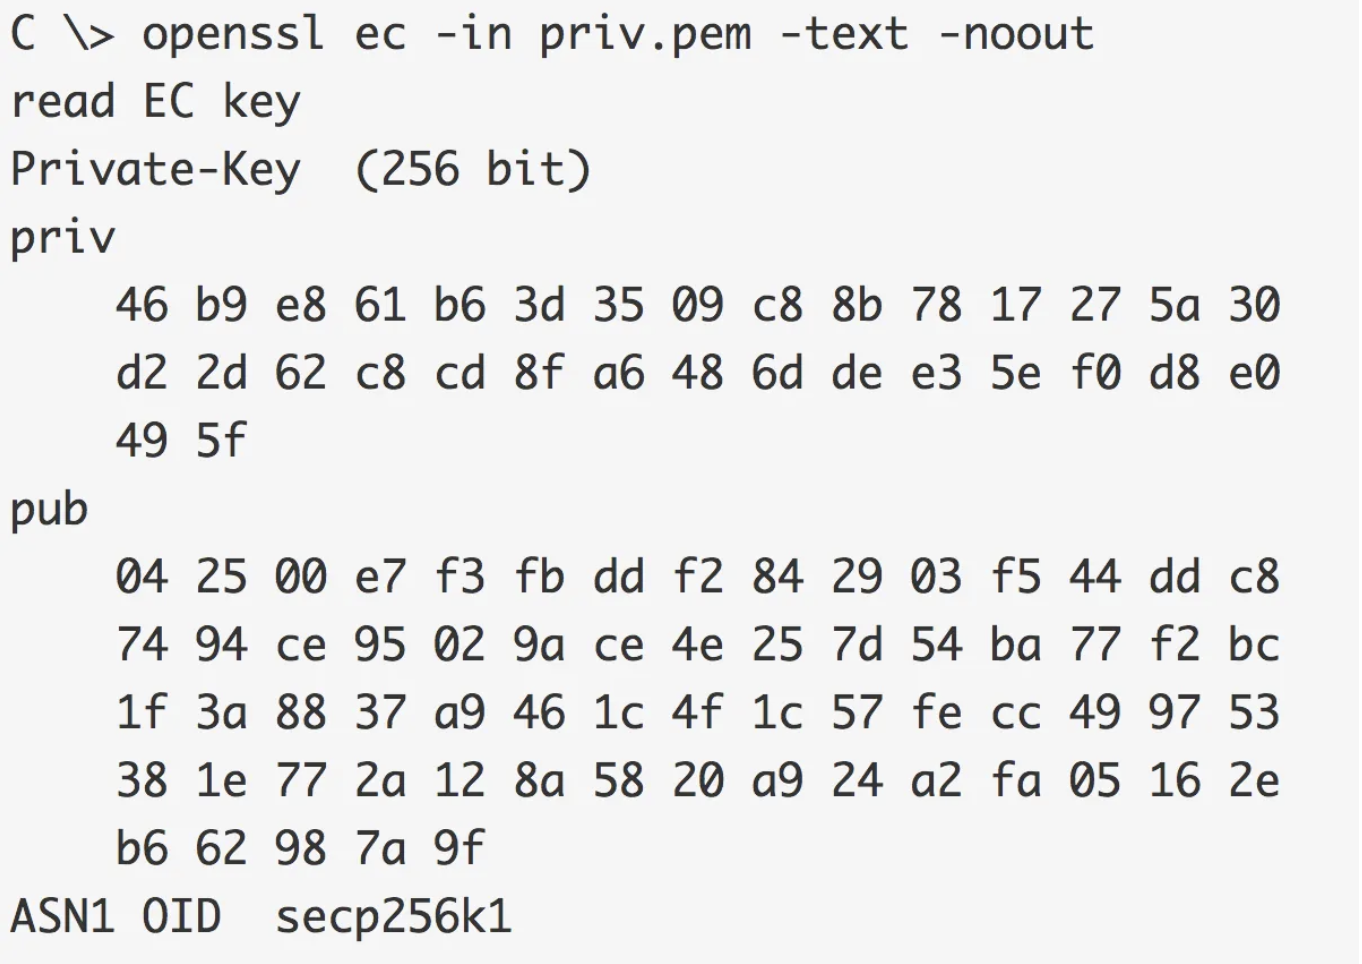 C \> openssl ec -in priv.pem -text -noout
read EC key
Private-Key (256 bit)
priv
46 b9 e8 61 b6 3d 35 09 c8 8b 78 17 27 5a 30
d2 2d 62 c8 cd 8f a6 48 6d de e3 5e f0 d8 e0
49 5f
pub
04 25 00 e7 f3 fb dd f2 84 29 03 f5 44 dd c8
74 94 ce 95 02 9a ce 4e 25 7d 54 ba 77 f2 bc
1f 3a 88 37 a9 46 1c 4f 1c 57 fe cc 49 97 53
38 1e 77 2a 12 8a 58 20 a9 24 a2 fa 05 16 2e
b6 62 98 7a 9f
ASN1 OID secp256k1